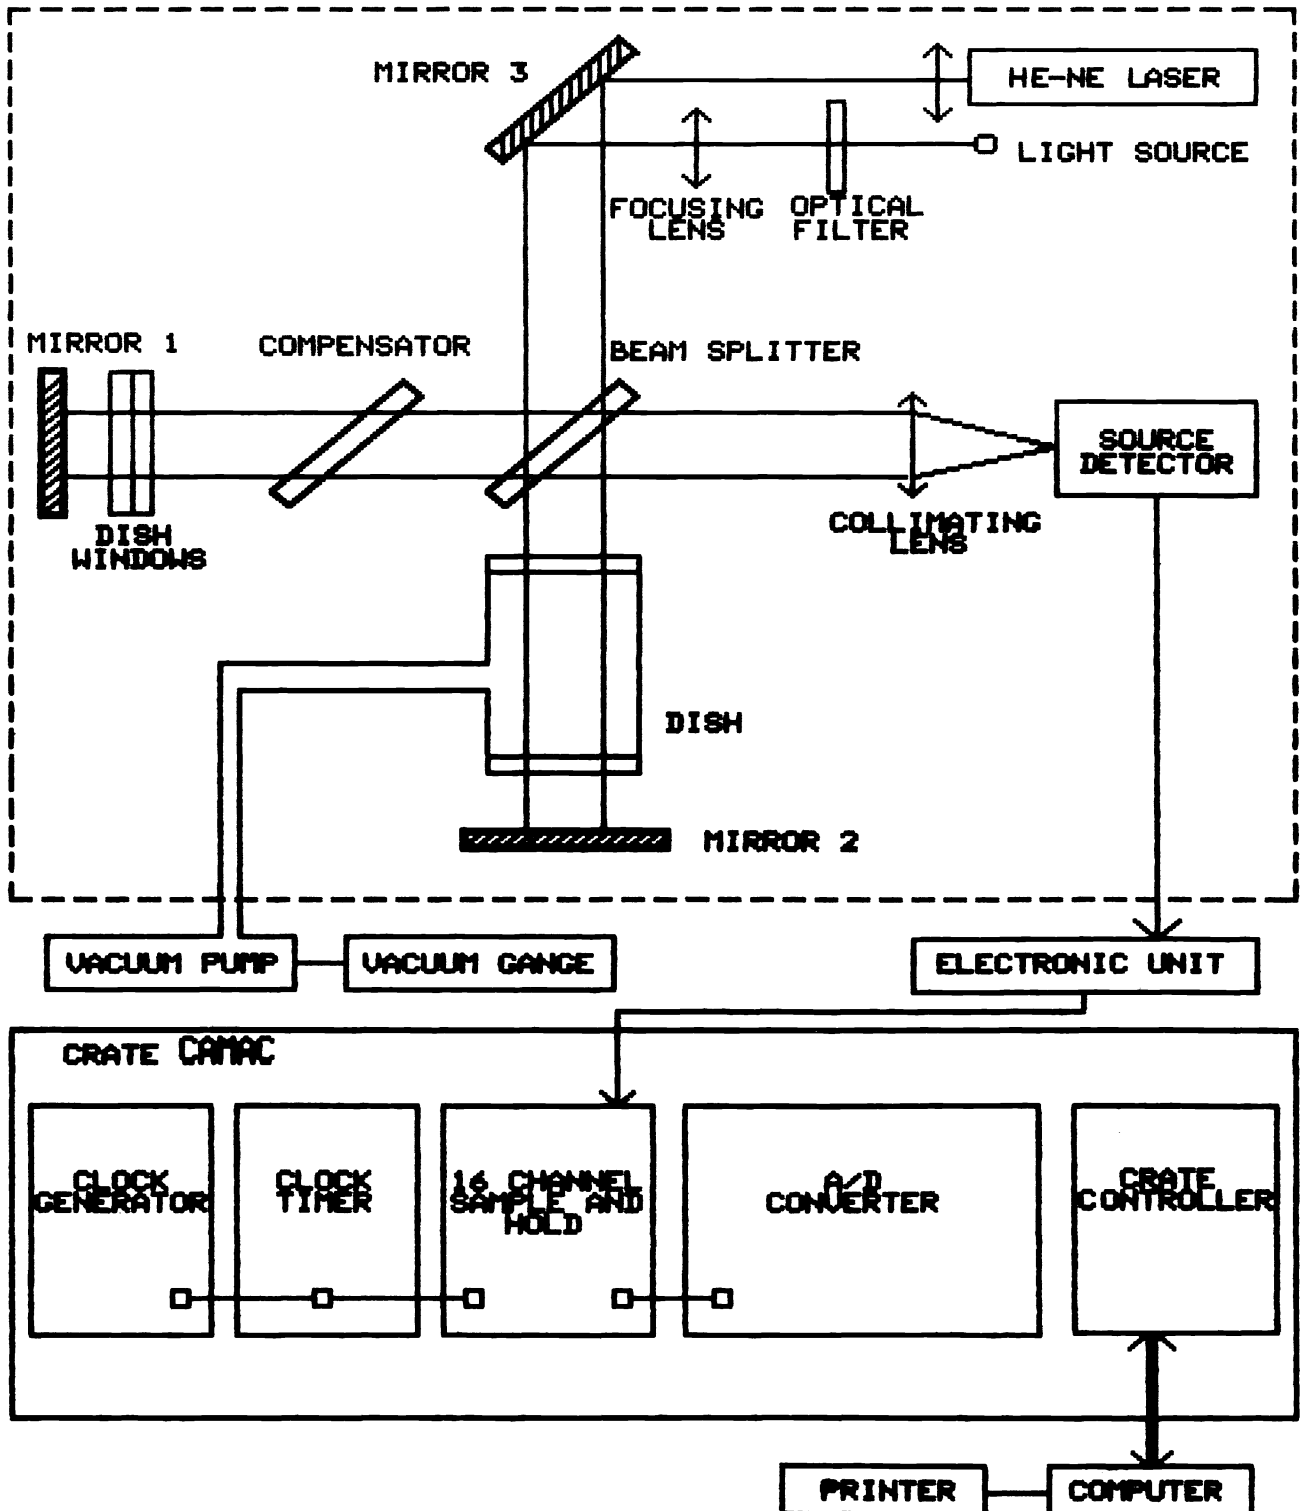 MIRROR 3
HE-NE LASER
LIGHT SOURCE
FOCUSING
LENS
OPTICAL
FILTER
MIRROR 1
COMPENSATOR
BEAM SPLITTER
SOURCE
DETECTOR
DISH
WINDOWS
COLLIMATING
LENS
DISH
MIRROR 2
VACUUM PUMP
VACUUM GANGE
ELECTRONIC UNIT
CRATE CAMAC
CLOCK
GENERATOR
CLOCK
TIMER
16 CHANNEL
SAMPLE AND
HOLD
A/D
CONVERTER
CRATE
CONTROLLER
PRINTER
COMPUTER